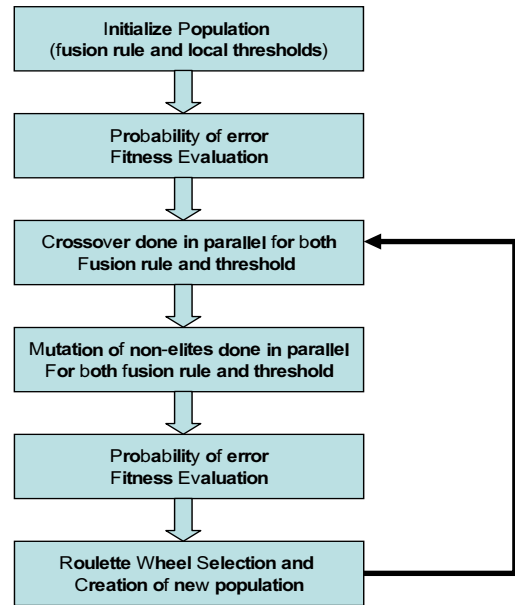 Initialize Population
(fusion rule and local thresholds)
Probability of error
Fitness Evaluation
Crossover done in parallel for both
Fusion rule and threshold
Mutation of non-elites done in parallel
For both fusion rule and threshold
Probability of error
Fitness Evaluation
Roulette Wheel Selection and
Creation of new population